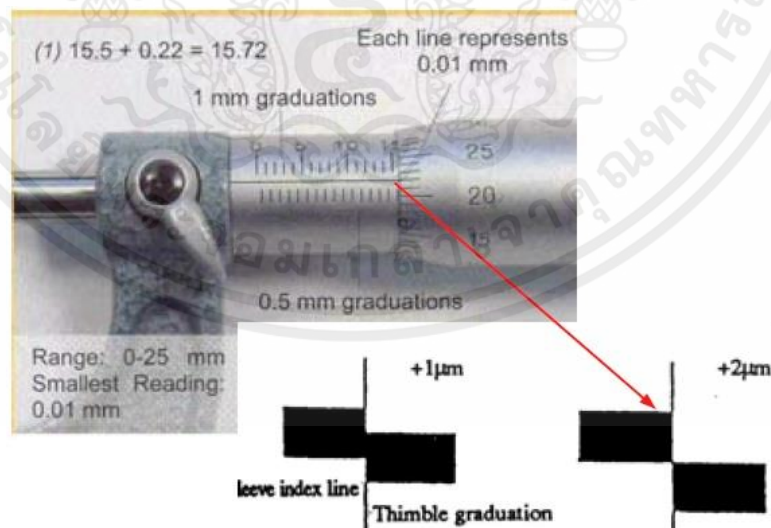 (1) 15.5 + 0.22 = 15.72
Each line represents
0.01 mm
1 mm graduations
0 5 10 15
25
20
15
0.5 mm graduations
Range: 0-25 mm
Smallest Reading:
0.01 mm
+1µm
+2µm
leeve index line
Thimble graduation